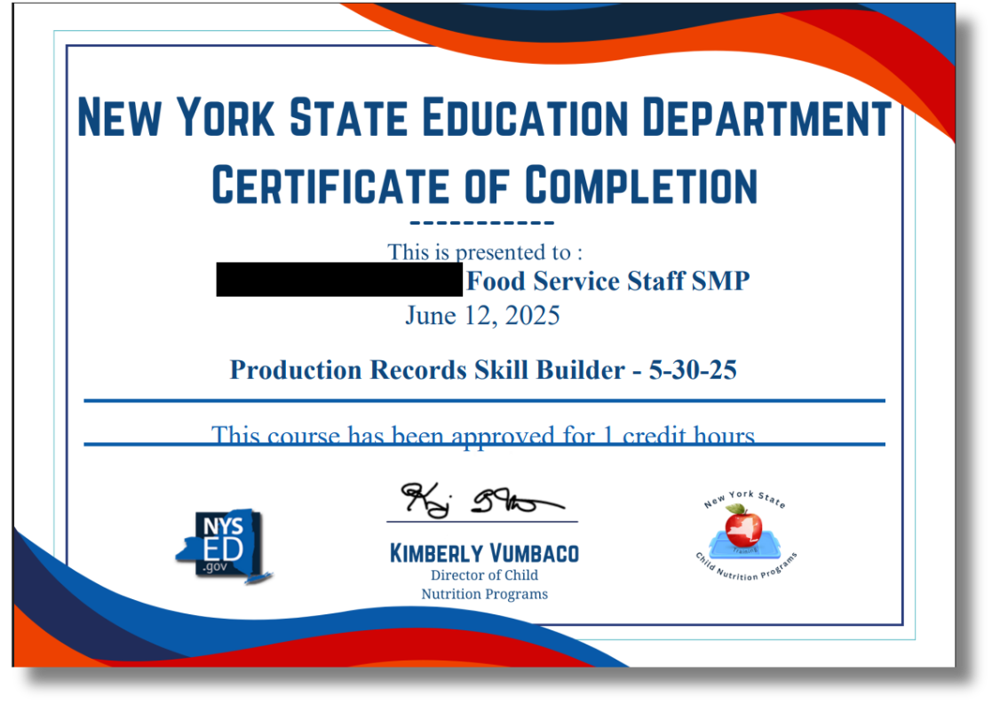 NEW YORK STATE EDUCATION DEPARTMENT
CERTIFICATE OF COMPLETION
-----------
This is presented to :
Food Service Staff SMP
June 12, 2025
Production Records Skill Builder - 5-30-25
This course has been approved for 1 credit hours
NYS
ED
.gov
KIMBERLY VUMBACO
Director of Child
Nutrition Programs
New York State
Training
Child Nutrition Programs